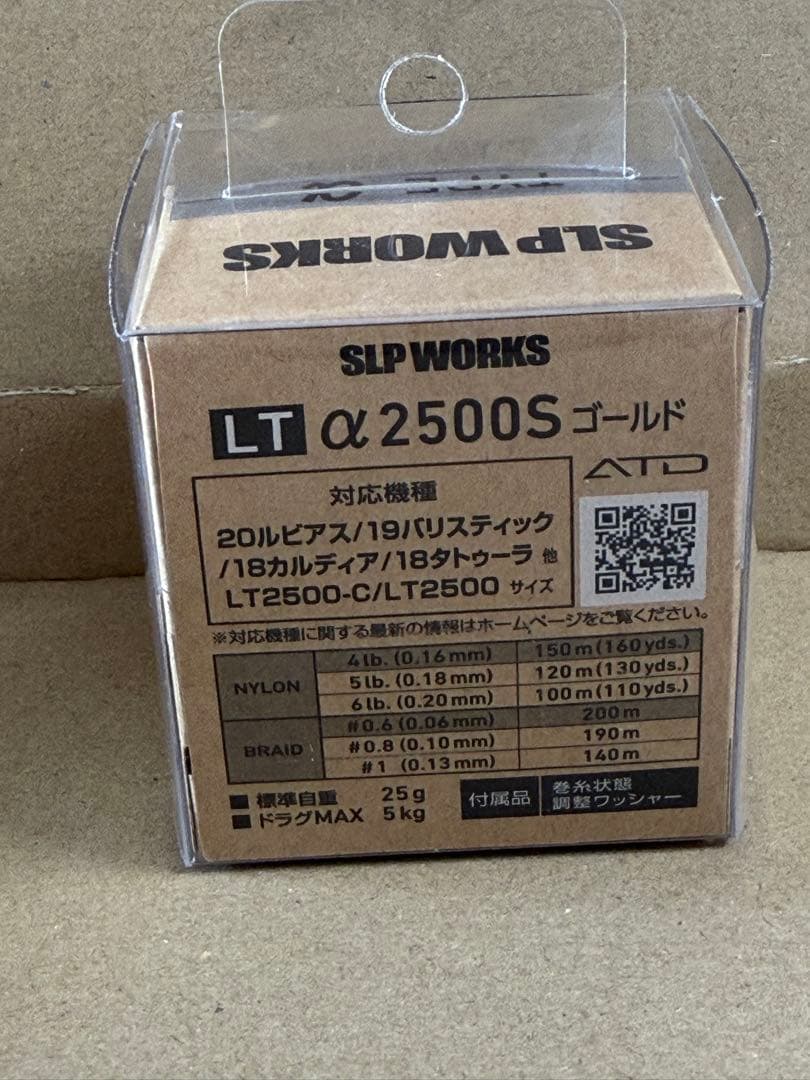 TYPE-α
SLP WORKS
SLP WORKS
LT α2500S ゴールド
ATD
対応機種
20ルビアス/19バリスティック
/18カルディア/18タトゥーラ 他
LT2500-C/LT2500 サイズ
※対応機種に関する最新の情報はホームページをご覧ください。
NYLON
4lb. (0.16mm) 150m(160yds.)
5lb. (0.18mm) 120m(130yds.)
6lb. (0.20mm) 100m(110yds.)
BRAID
#0.6 (0.06mm) 200m
#0.8 (0.10mm) 190m
#1 (0.13mm) 140m
■ 標準自重 25g
■ ドラグMAX 5kg
付属品 巻糸状態
調整ワッシャー